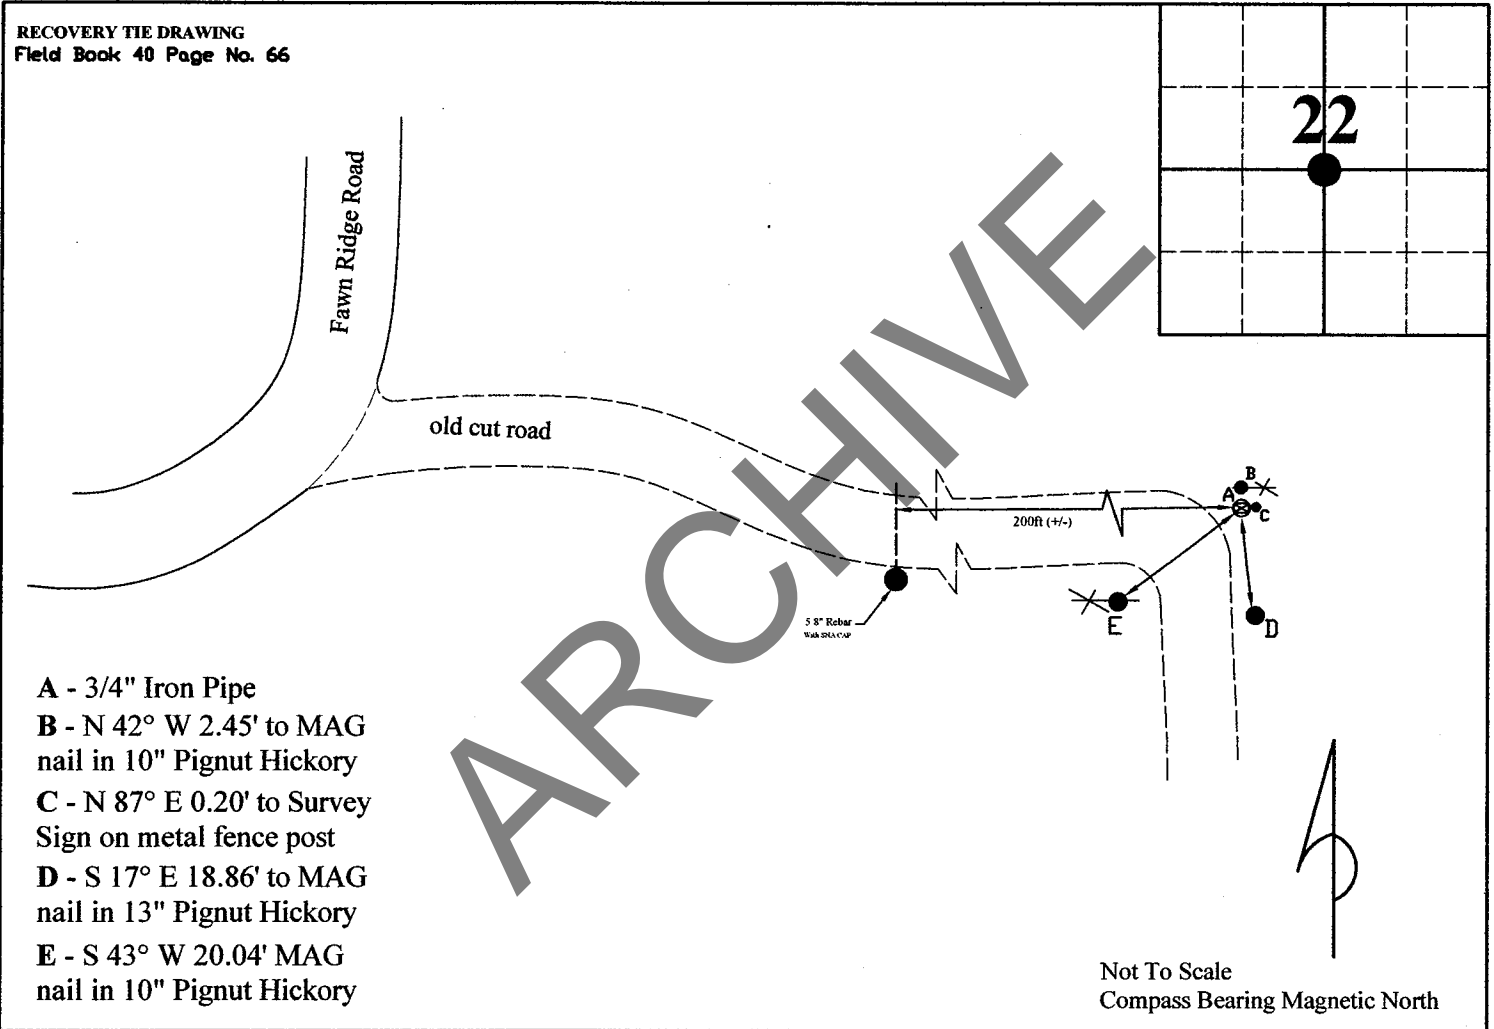 RECOVERY TIE DRAWING
Field Book 40 Page No. 66
22
Fawn Ridge Road
old cut road
ARCHIVE
B
A
C
200ft (+/-)
E
D
5 8" Rebar
With SNA CAP
A - 3/4" Iron Pipe
B - N 42° W 2.45' to MAG
nail in 10" Pignut Hickory
C - N 87° E 0.20' to Survey
Sign on metal fence post
D - S 17° E 18.86' to MAG
nail in 13" Pignut Hickory
E - S 43° W 20.04' MAG
nail in 10" Pignut Hickory
Not To Scale
Compass Bearing Magnetic North